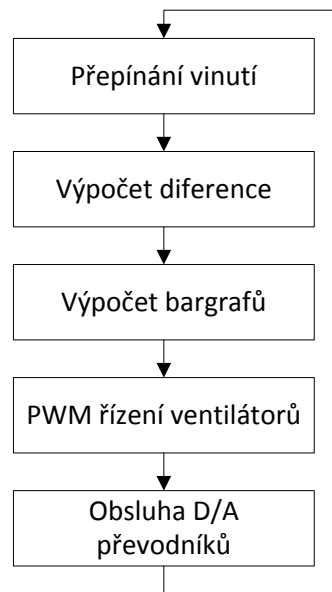 Přepínání vinutí
Výpočet diference
Výpočet bargrafů
PWM řízení ventilátorů
Obsluha D/A
převodníků